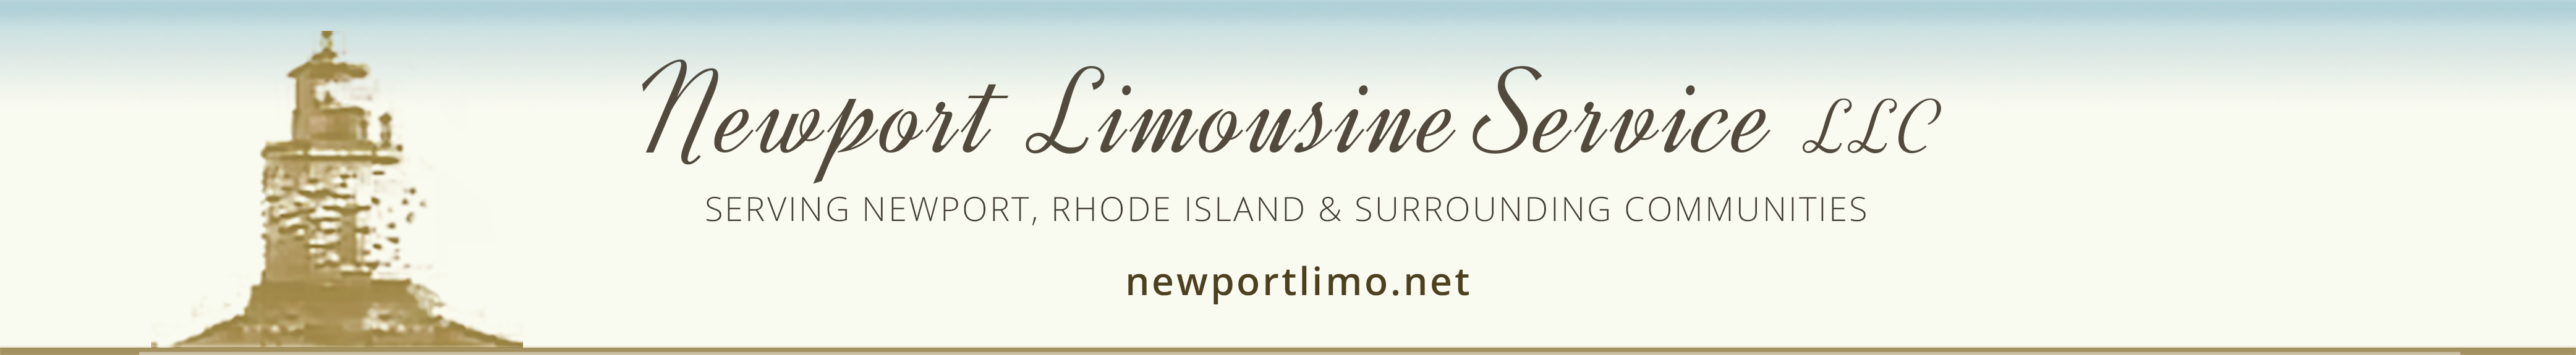 Newport Limousine Service LLC
SERVING NEWPORT, RHODE ISLAND & SURROUNDING COMMUNITIES
newportlimo.net